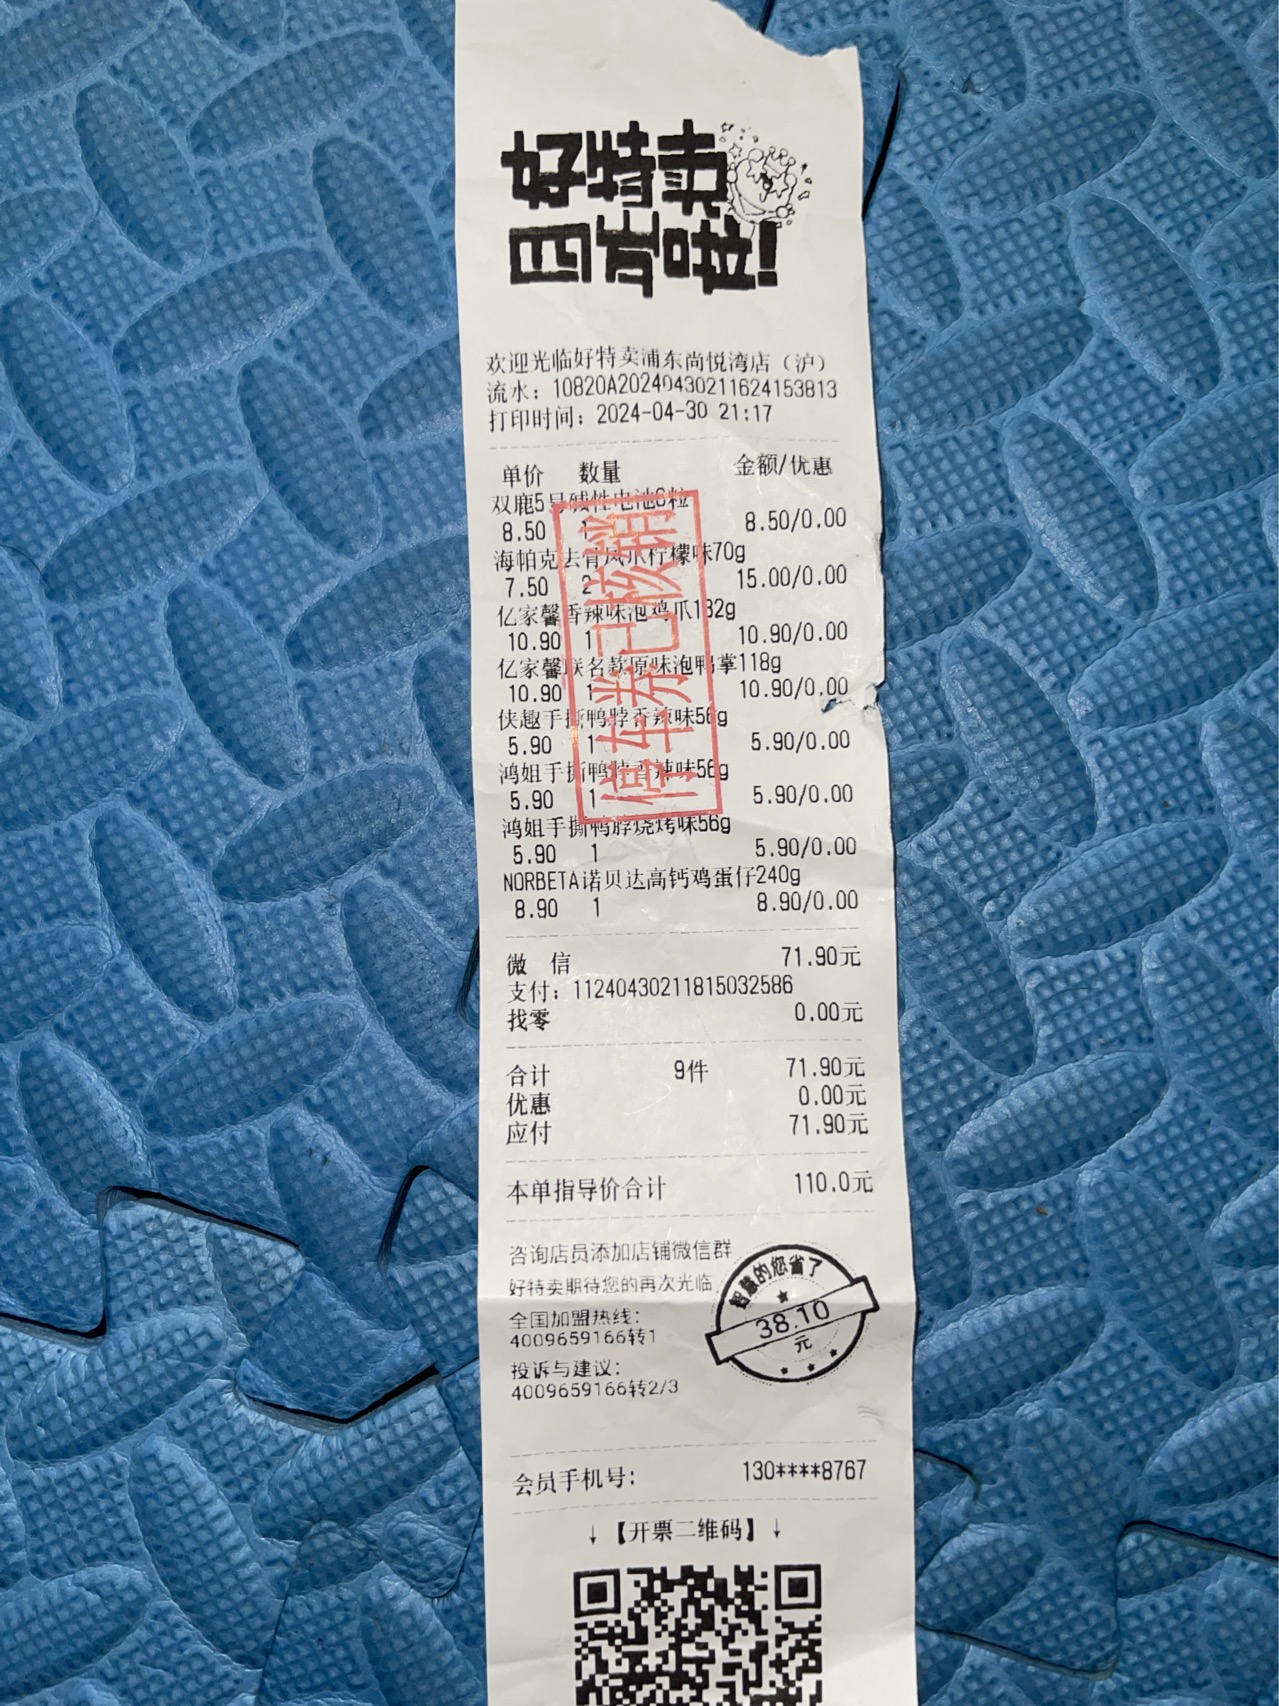 欢迎光临好特卖浦东尚悦湾店（沪）
流水：10820A20240430211624153813
打印时间：2024-04-30 21:17
单价 数量 金额/优惠
双鹿5号碱性电池6粒
8.50 1 8.50/0.00
海帕克去骨凤爪柠檬味70g
7.50 2 15.00/0.00
亿家馨香辣味泡鸡爪132g
10.90 1 10.90/0.00
亿家馨联名款原味泡鸭掌118g
10.90 1 10.90/0.00
侠趣手撕鸭脖香辣味56g
5.90 1 5.90/0.00
鸿姐手撕鸭脖香辣味56g
5.90 1 5.90/0.00
鸿姐手撕鸭脖烧烤味56g
5.90 1 5.90/0.00
NORBETA诺贝达高钙鸡蛋仔240g
8.90 1 8.90/0.00
停车券已核销
微 信 71.90元
支付：11240430211815032586
找零 0.00元
合计 9件 71.90元
优惠 0.00元
应付 71.90元
本单指导价合计 110.0元
咨询店员添加店铺微信群
好特卖期待您的再次光临
全国加盟热线：
4009659166转1
投诉与建议：
4009659166转2/3
智慧的您省了
38.10
元
会员手机号： 130****8767
↓【开票二维码】↓